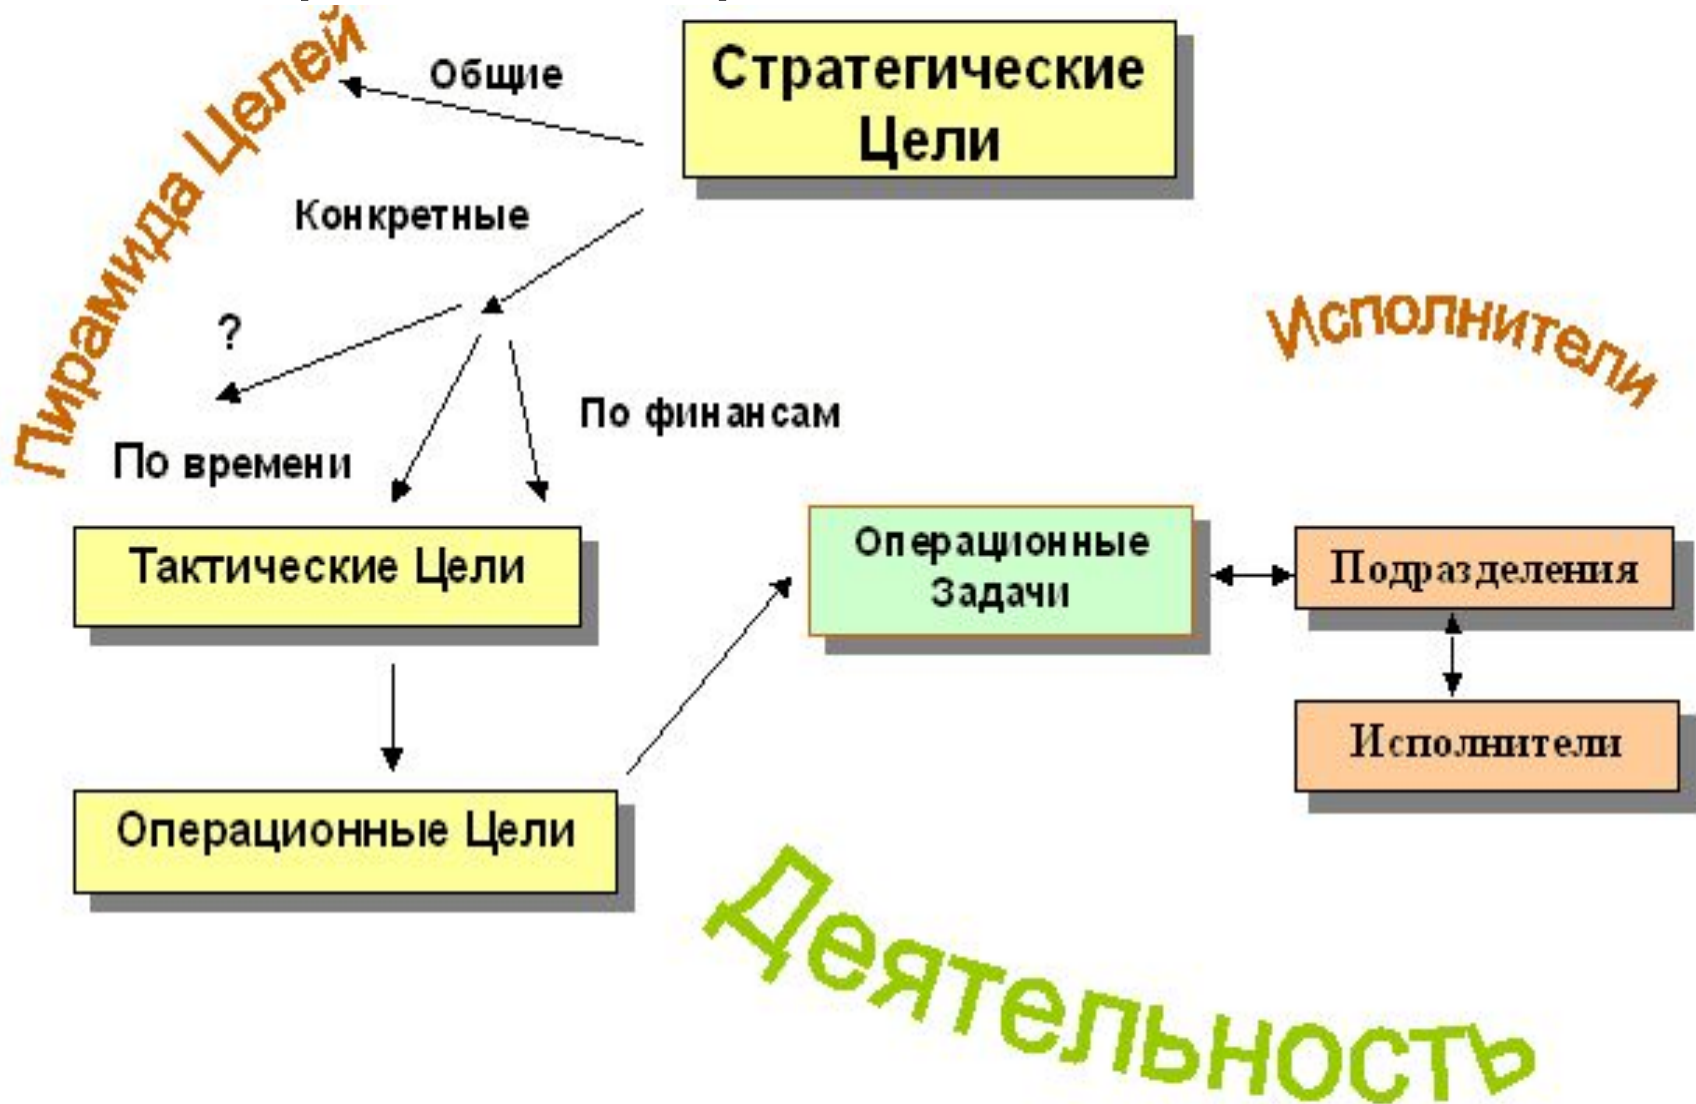 Пирамида Целей
Общие
Стратегические
Цели
Конкретные
?
Исполнители
По финансам
По времени
Тактические Цели
Операционные
Задачи
Подразделения
Исполнители
Операционные Цели
Деятельность